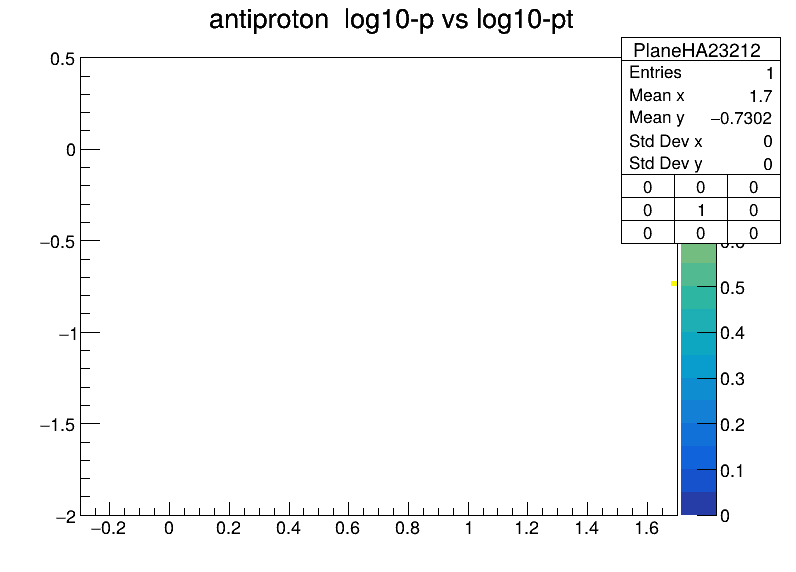 antiproton log10-p vs log10-pt
PlaneHA23212
Entries 1
Mean x 1.7
Mean y −0.7302
Std Dev x 0
Std Dev y 0
0 0 0
0 1 0
0 0 0
0.5
0
−0.5
−1
−1.5
−2
−0.2 0 0.2 0.4 0.6 0.8 1 1.2 1.4 1.6
0.5
0.4
0.3
0.2
0.1
0